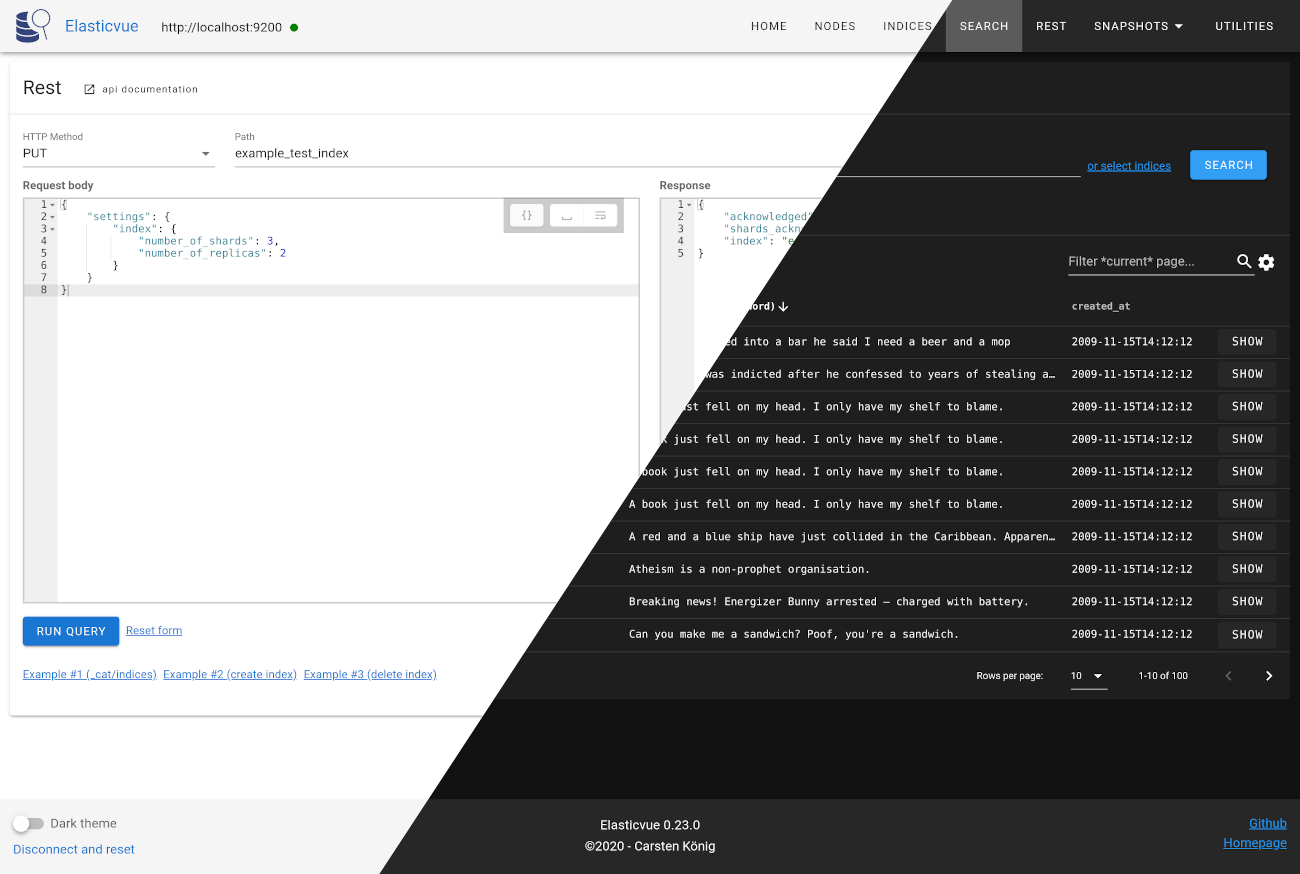 Elasticvue http://localhost:9200
HOME NODES INDICES SEARCH REST SNAPSHOTS UTILITIES
Rest api documentation
HTTP Method
PUT
Path
example_test_index
or select indices SEARCH
Request body
1 {
2 "settings": {
3 "index": {
4 "number_of_shards": 3,
5 "number_of_replicas": 2
6 }
7 }
8 }
{}
Response
1 {
2 "acknowledged"
3 "shards_ackn
4 "index": "e
5 }
Filter *current* page...
ord) created_at
ed into a bar he said I need a beer and a mop 2009-11-15T14:12:12 SHOW
was indicted after he confessed to years of stealing a… 2009-11-15T14:12:12 SHOW
st fell on my head. I only have my shelf to blame. 2009-11-15T14:12:12 SHOW
k just fell on my head. I only have my shelf to blame. 2009-11-15T14:12:12 SHOW
book just fell on my head. I only have my shelf to blame. 2009-11-15T14:12:12 SHOW
A book just fell on my head. I only have my shelf to blame. 2009-11-15T14:12:12 SHOW
A red and a blue ship have just collided in the Caribbean. Apparen… 2009-11-15T14:12:12 SHOW
Atheism is a non-prophet organisation. 2009-11-15T14:12:12 SHOW
Breaking news! Energizer Bunny arrested – charged with battery. 2009-11-15T14:12:12 SHOW
Can you make me a sandwich? Poof, you're a sandwich. 2009-11-15T14:12:12 SHOW
RUN QUERY Reset form
Example #1 (_cat/indices) Example #2 (create index) Example #3 (delete index)
Rows per page: 10 1-10 of 100
Dark theme
Disconnect and reset
Elasticvue 0.23.0
©2020 - Carsten König
Github
Homepage